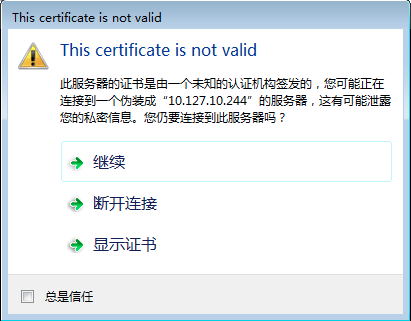 This certificate is not valid
This certificate is not valid
此服务器的证书是由一个未知的认证机构签发的，您可能正在
连接到一个伪装成“10.127.10.244”的服务器，这有可能泄露
您的私密信息。您仍要连接到此服务器吗？
继续
断开连接
显示证书
总是信任